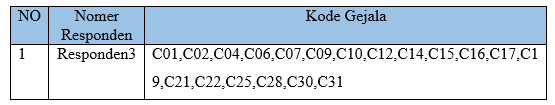 NO Nomer Responden Kode Gejala
1 Responden3 C01,C02,C04,C06,C07,C09,C10,C12,C14,C15,C16,C17,C1
9,C21,C22,C25,C28,C30,C31